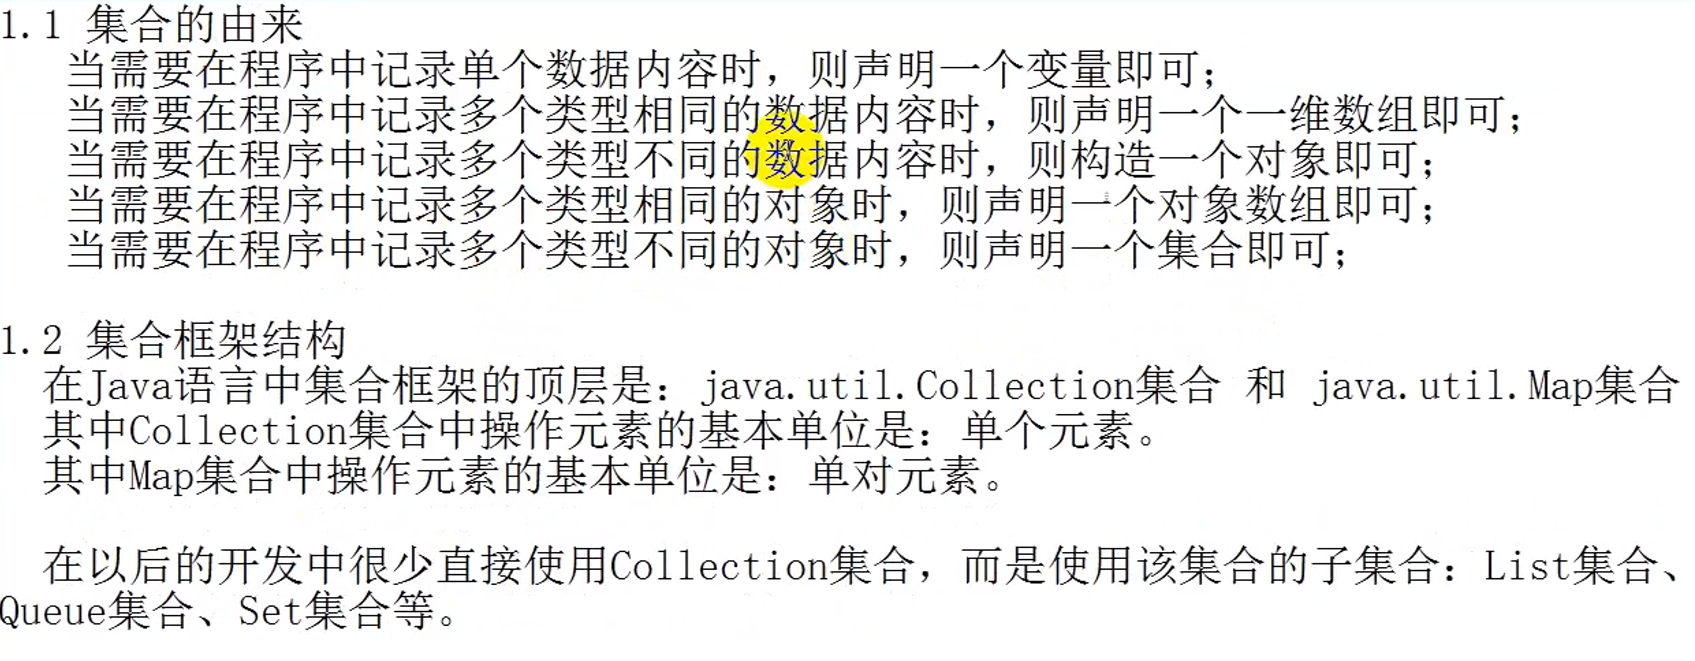 1.1 集合的由来
当需要在程序中记录单个数据内容时，则声明一个变量即可；
当需要在程序中记录多个类型相同的数据内容时，则声明一个一维数组即可；
当需要在程序中记录多个类型不同的数据内容时，则构造一个对象即可；
当需要在程序中记录多个类型相同的对象时，则声明一个对象数组即可；
当需要在程序中记录多个类型不同的对象时，则声明一个集合即可；
1.2 集合框架结构
在Java语言中集合框架的顶层是：java.util.Collection集合 和 java.util.Map集合
其中Collection集合中操作元素的基本单位是：单个元素。
其中Map集合中操作元素的基本单位是：单对元素。
在以后的开发中很少直接使用Collection集合，而是使用该集合的子集合：List集合、
Queue集合、Set集合等。